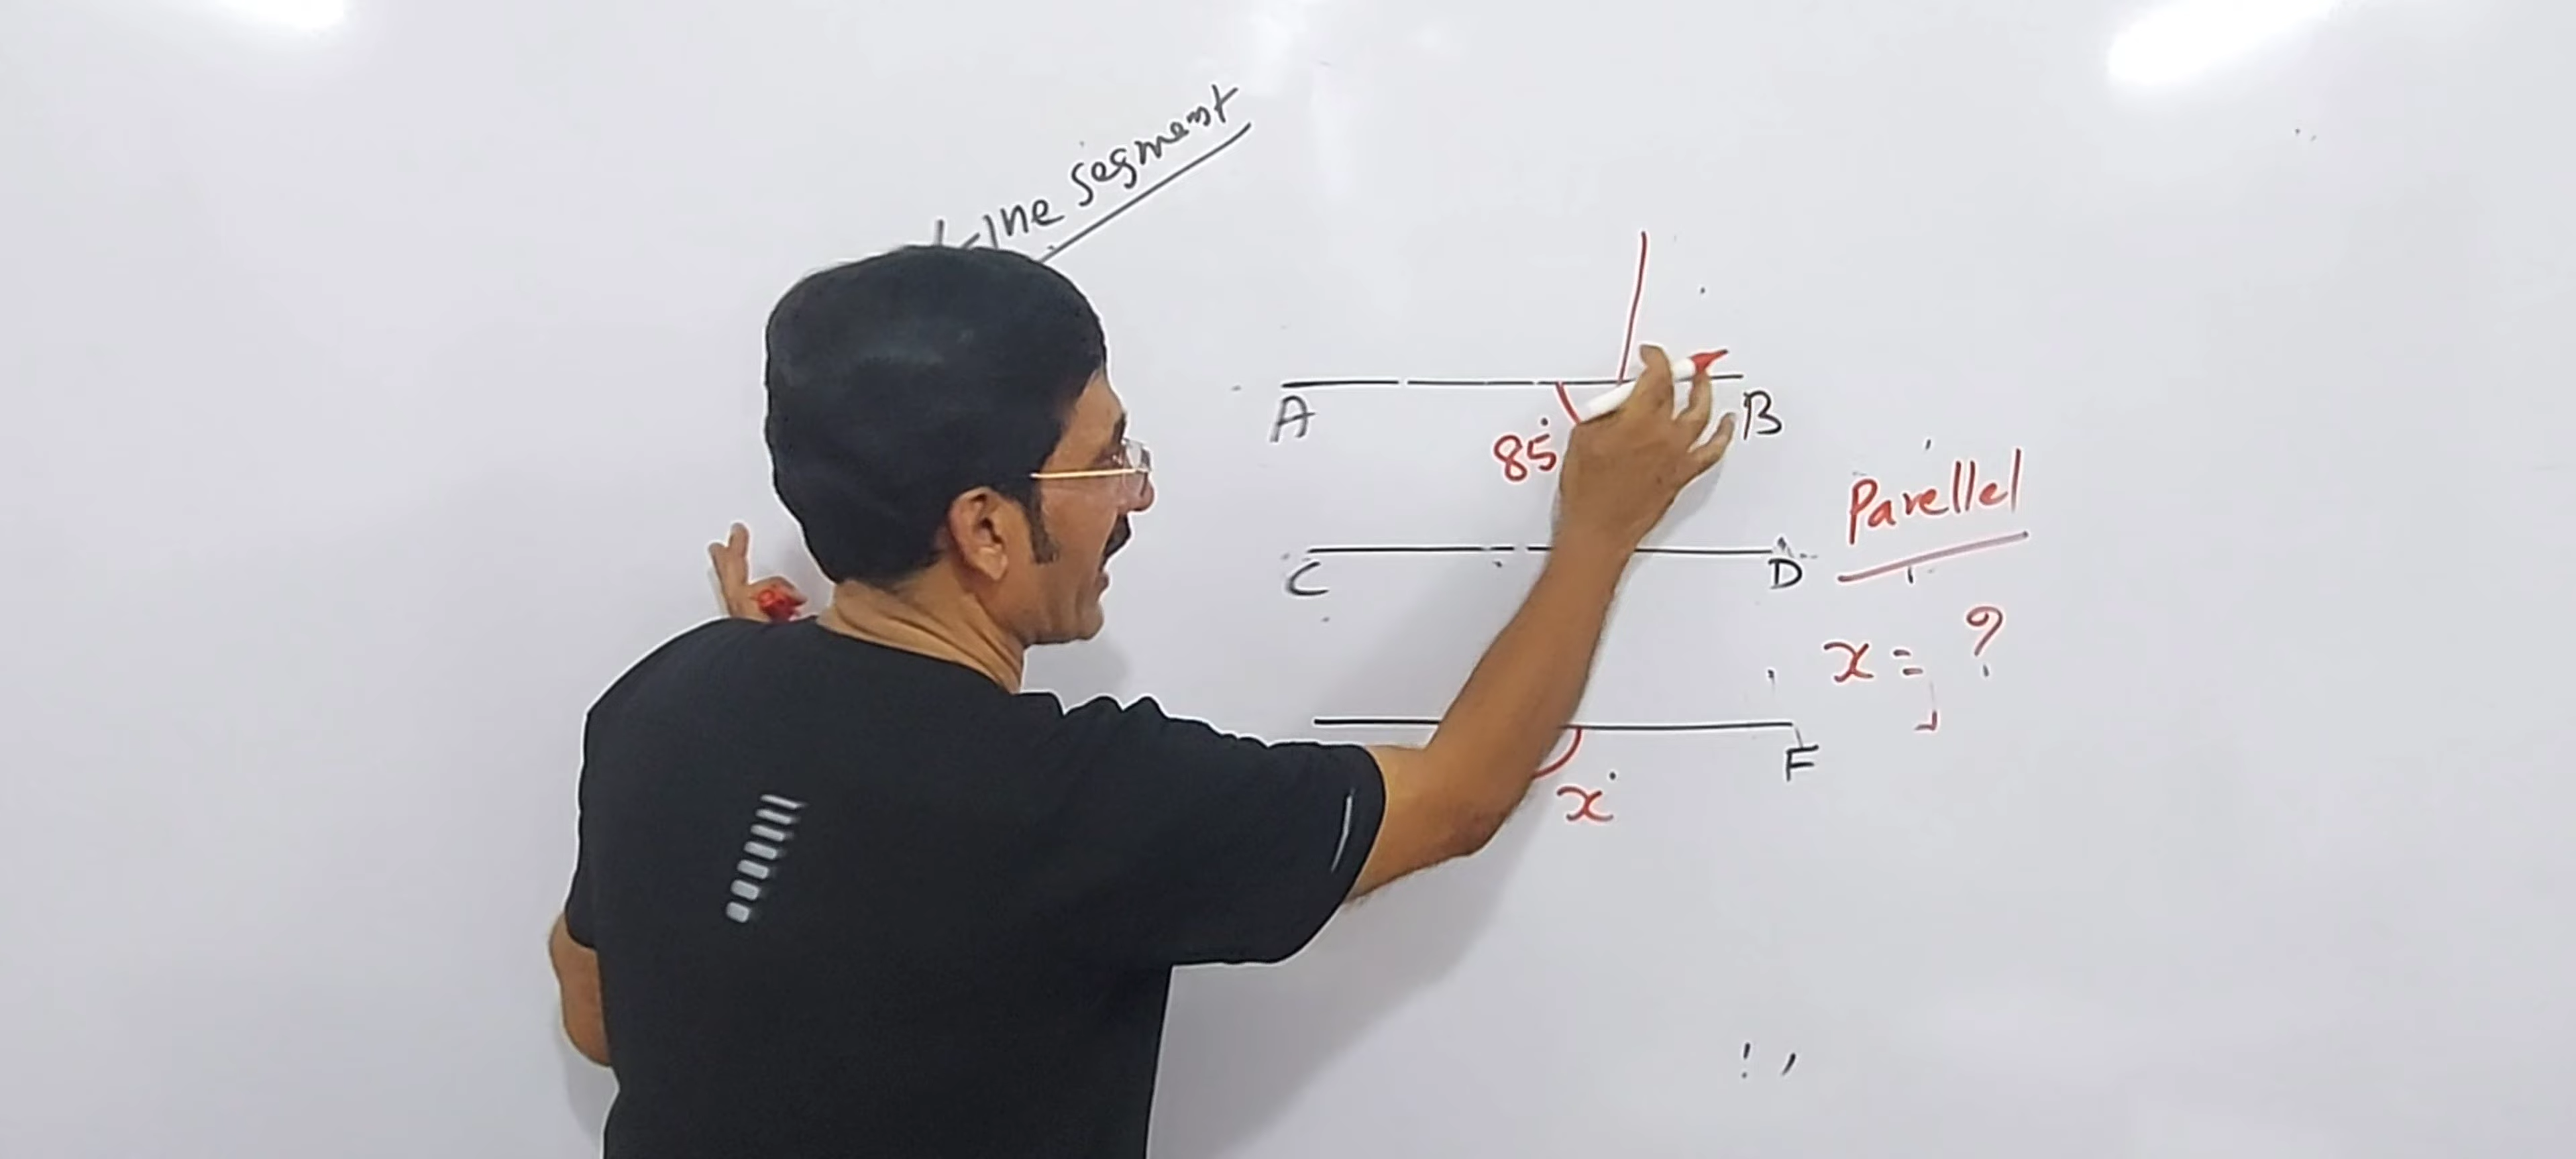 Line segment
A
B
85°
Parellel
C
D
x = ?
F
x°